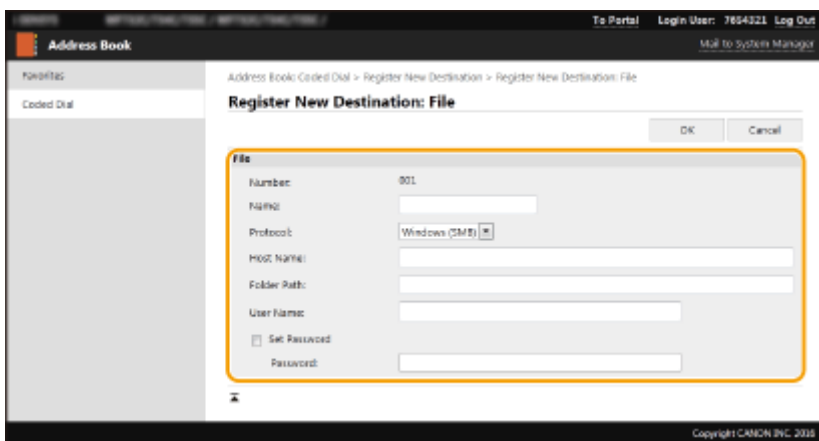 To Portal Login User: 7654321 Log Out
Address Book
Mail to System Manager
Favorites
Coded Dial
Address Book: Coded Dial > Register New Destination > Register New Destination: File
Register New Destination: File
OK Cancel
File
Number: 001
Name:
Protocol: Windows (SMB)
Host Name:
Folder Path:
User Name:
Set Password
Password:
Copyright CANON INC. 2016